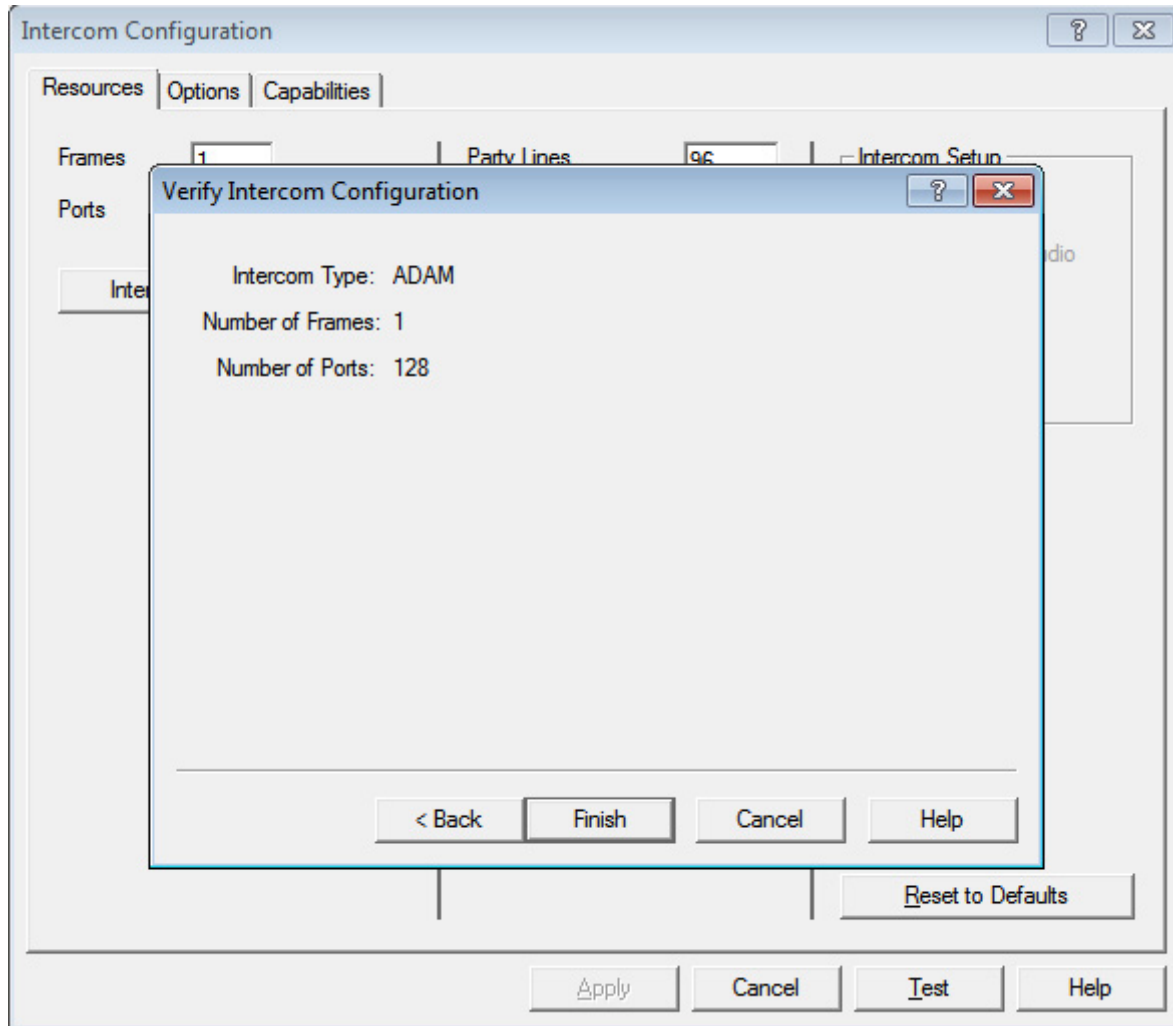 Intercom Configuration
Resources Options Capabilities
Frames 1 Party Lines 96 Intercom Setup
Verify Intercom Configuration
Ports
Intercom Type: ADAM
Number of Frames: 1
Number of Ports: 128
< Back Finish Cancel Help
Reset to Defaults
Apply Cancel Test Help